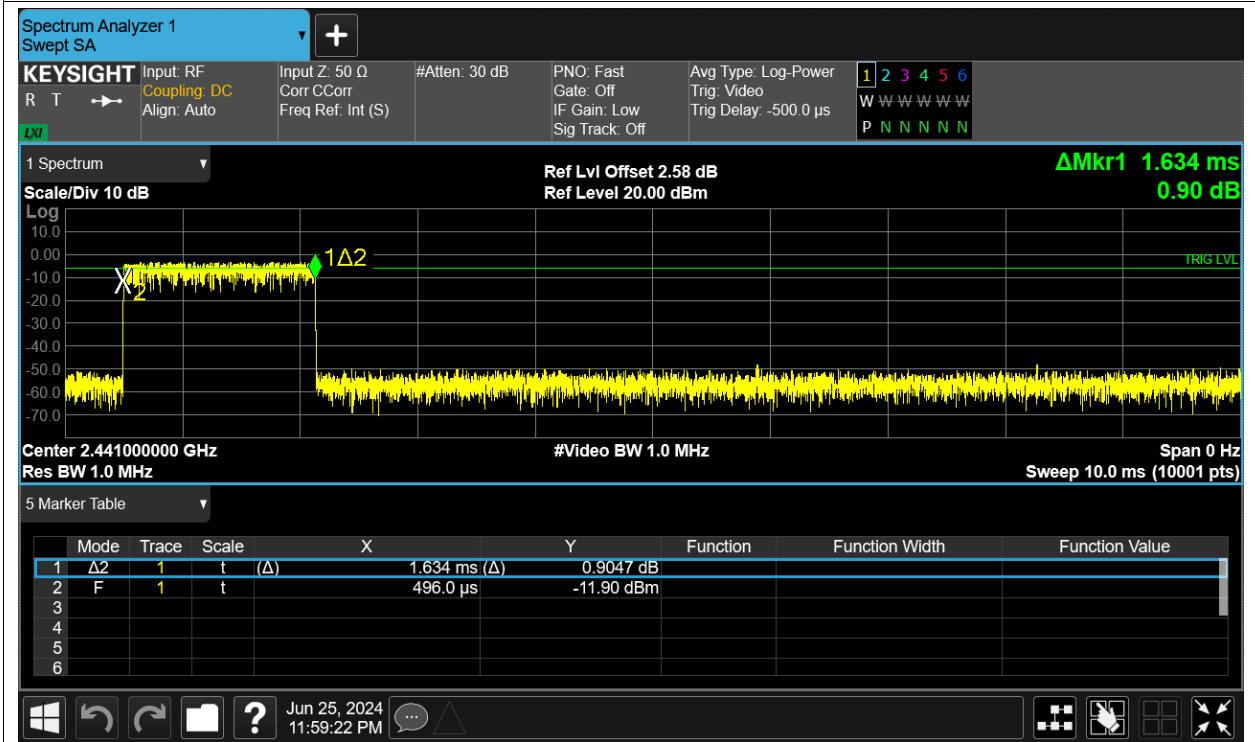 Spectrum Analyzer 1
Swept SA
+
KEYSIGHT Input: RF Input Z: 50 Ω #Atten: 30 dB PNO: Fast Avg Type: Log-Power 1 2 3 4 5 6
R T Coupling: DC Corr CCorr Gate: Off Trig: Video W W W W W W
Align: Auto Freq Ref: Int (S) IF Gain: Low Trig Delay: -500.0 µs P N N N N N
LXI Sig Track: Off
1 Spectrum Ref Lvl Offset 2.58 dB ΔMkr1 1.634 ms
Scale/Div 10 dB Ref Level 20.00 dBm 0.90 dB
Log
10.0
0.00 1Δ2 TRIG LVL
-10.0 X
-20.0 2
-30.0
-40.0
-50.0
-60.0
-70.0
Center 2.441000000 GHz #Video BW 1.0 MHz Span 0 Hz
Res BW 1.0 MHz Sweep 10.0 ms (10001 pts)
5 Marker Table
Mode Trace Scale X Y Function Function Width Function Value
1 Δ2 1 t (Δ) 1.634 ms (Δ) 0.9047 dB
2 F 1 t 496.0 µs -11.90 dBm
3
4
5
6
? Jun 25, 2024
11:59:22 PM